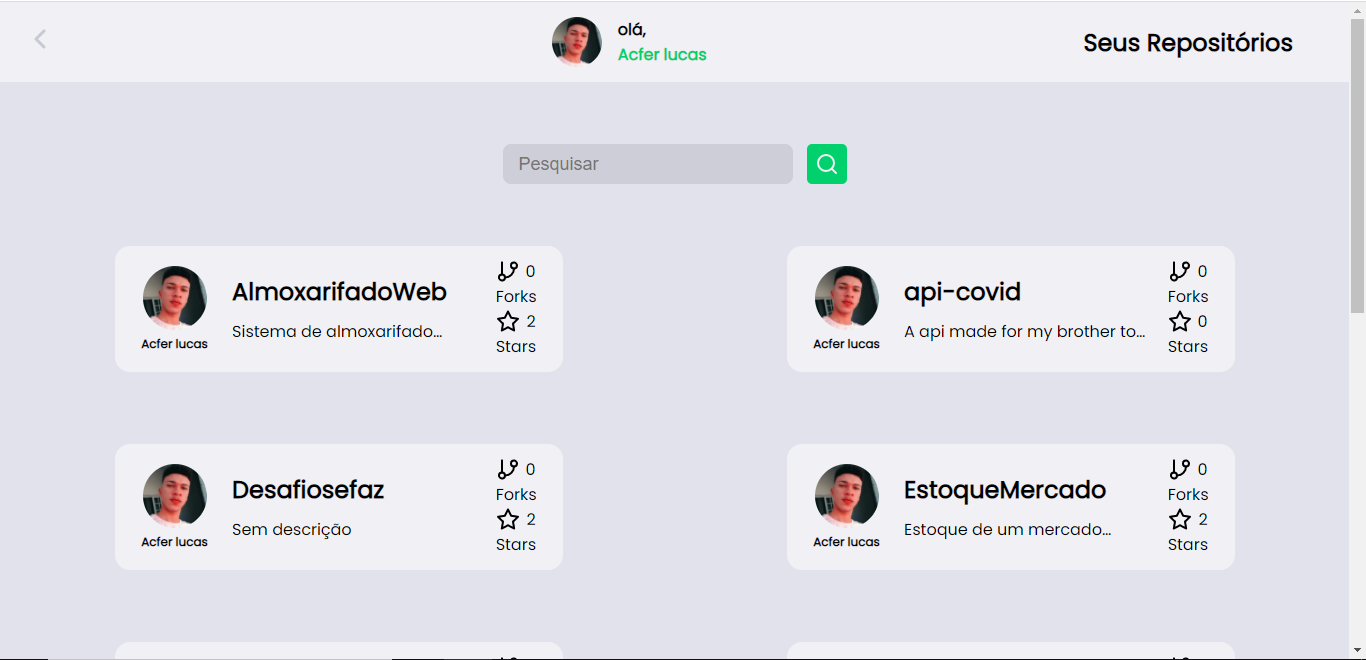 olá,
Acfer lucas
Seus Repositórios
Pesquisar
AlmoxarifadoWeb
Sistema de almoxarifado...
Acfer lucas
0
Forks
2
Stars
api-covid
A api made for my brother to...
Acfer lucas
0
Forks
0
Stars
Desafiosefaz
Sem descrição
Acfer lucas
0
Forks
2
Stars
EstoqueMercado
Estoque de um mercado...
Acfer lucas
0
Forks
2
Stars